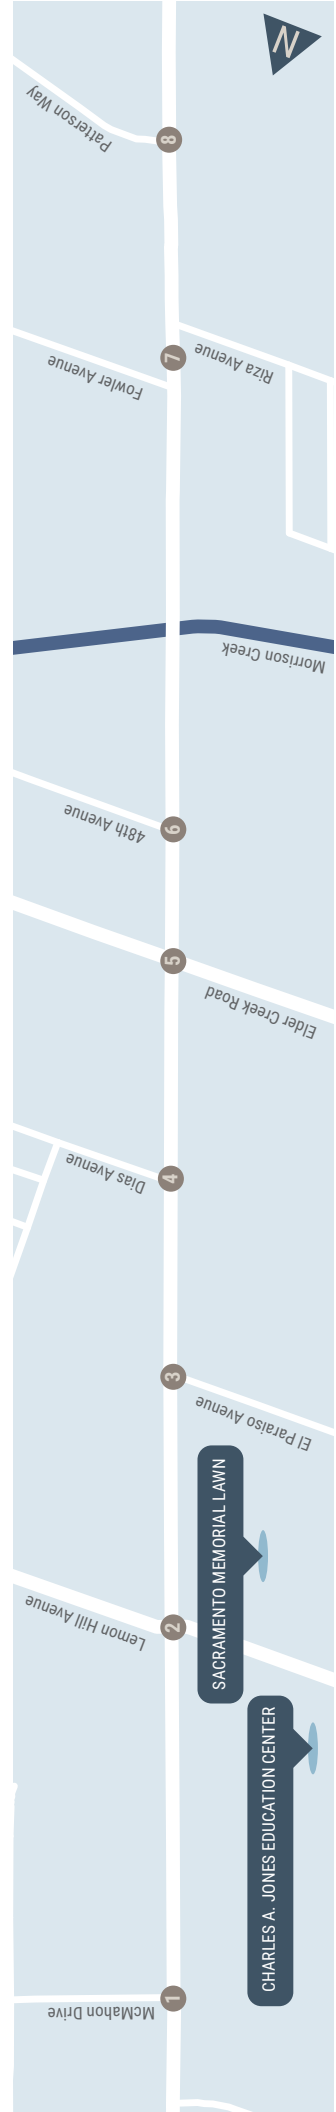 N
Patterson Way
8
Fowler Avenue
7
Riza Avenue
Morrison Creek
48th Avenue
6
5
Elder Creek Road
Dias Avenue
4
3
El Paraiso Avenue
SACRAMENTO MEMORIAL LAWN
Lemon Hill Avenue
2
CHARLES A. JONES EDUCATION CENTER
McMahon Drive
1